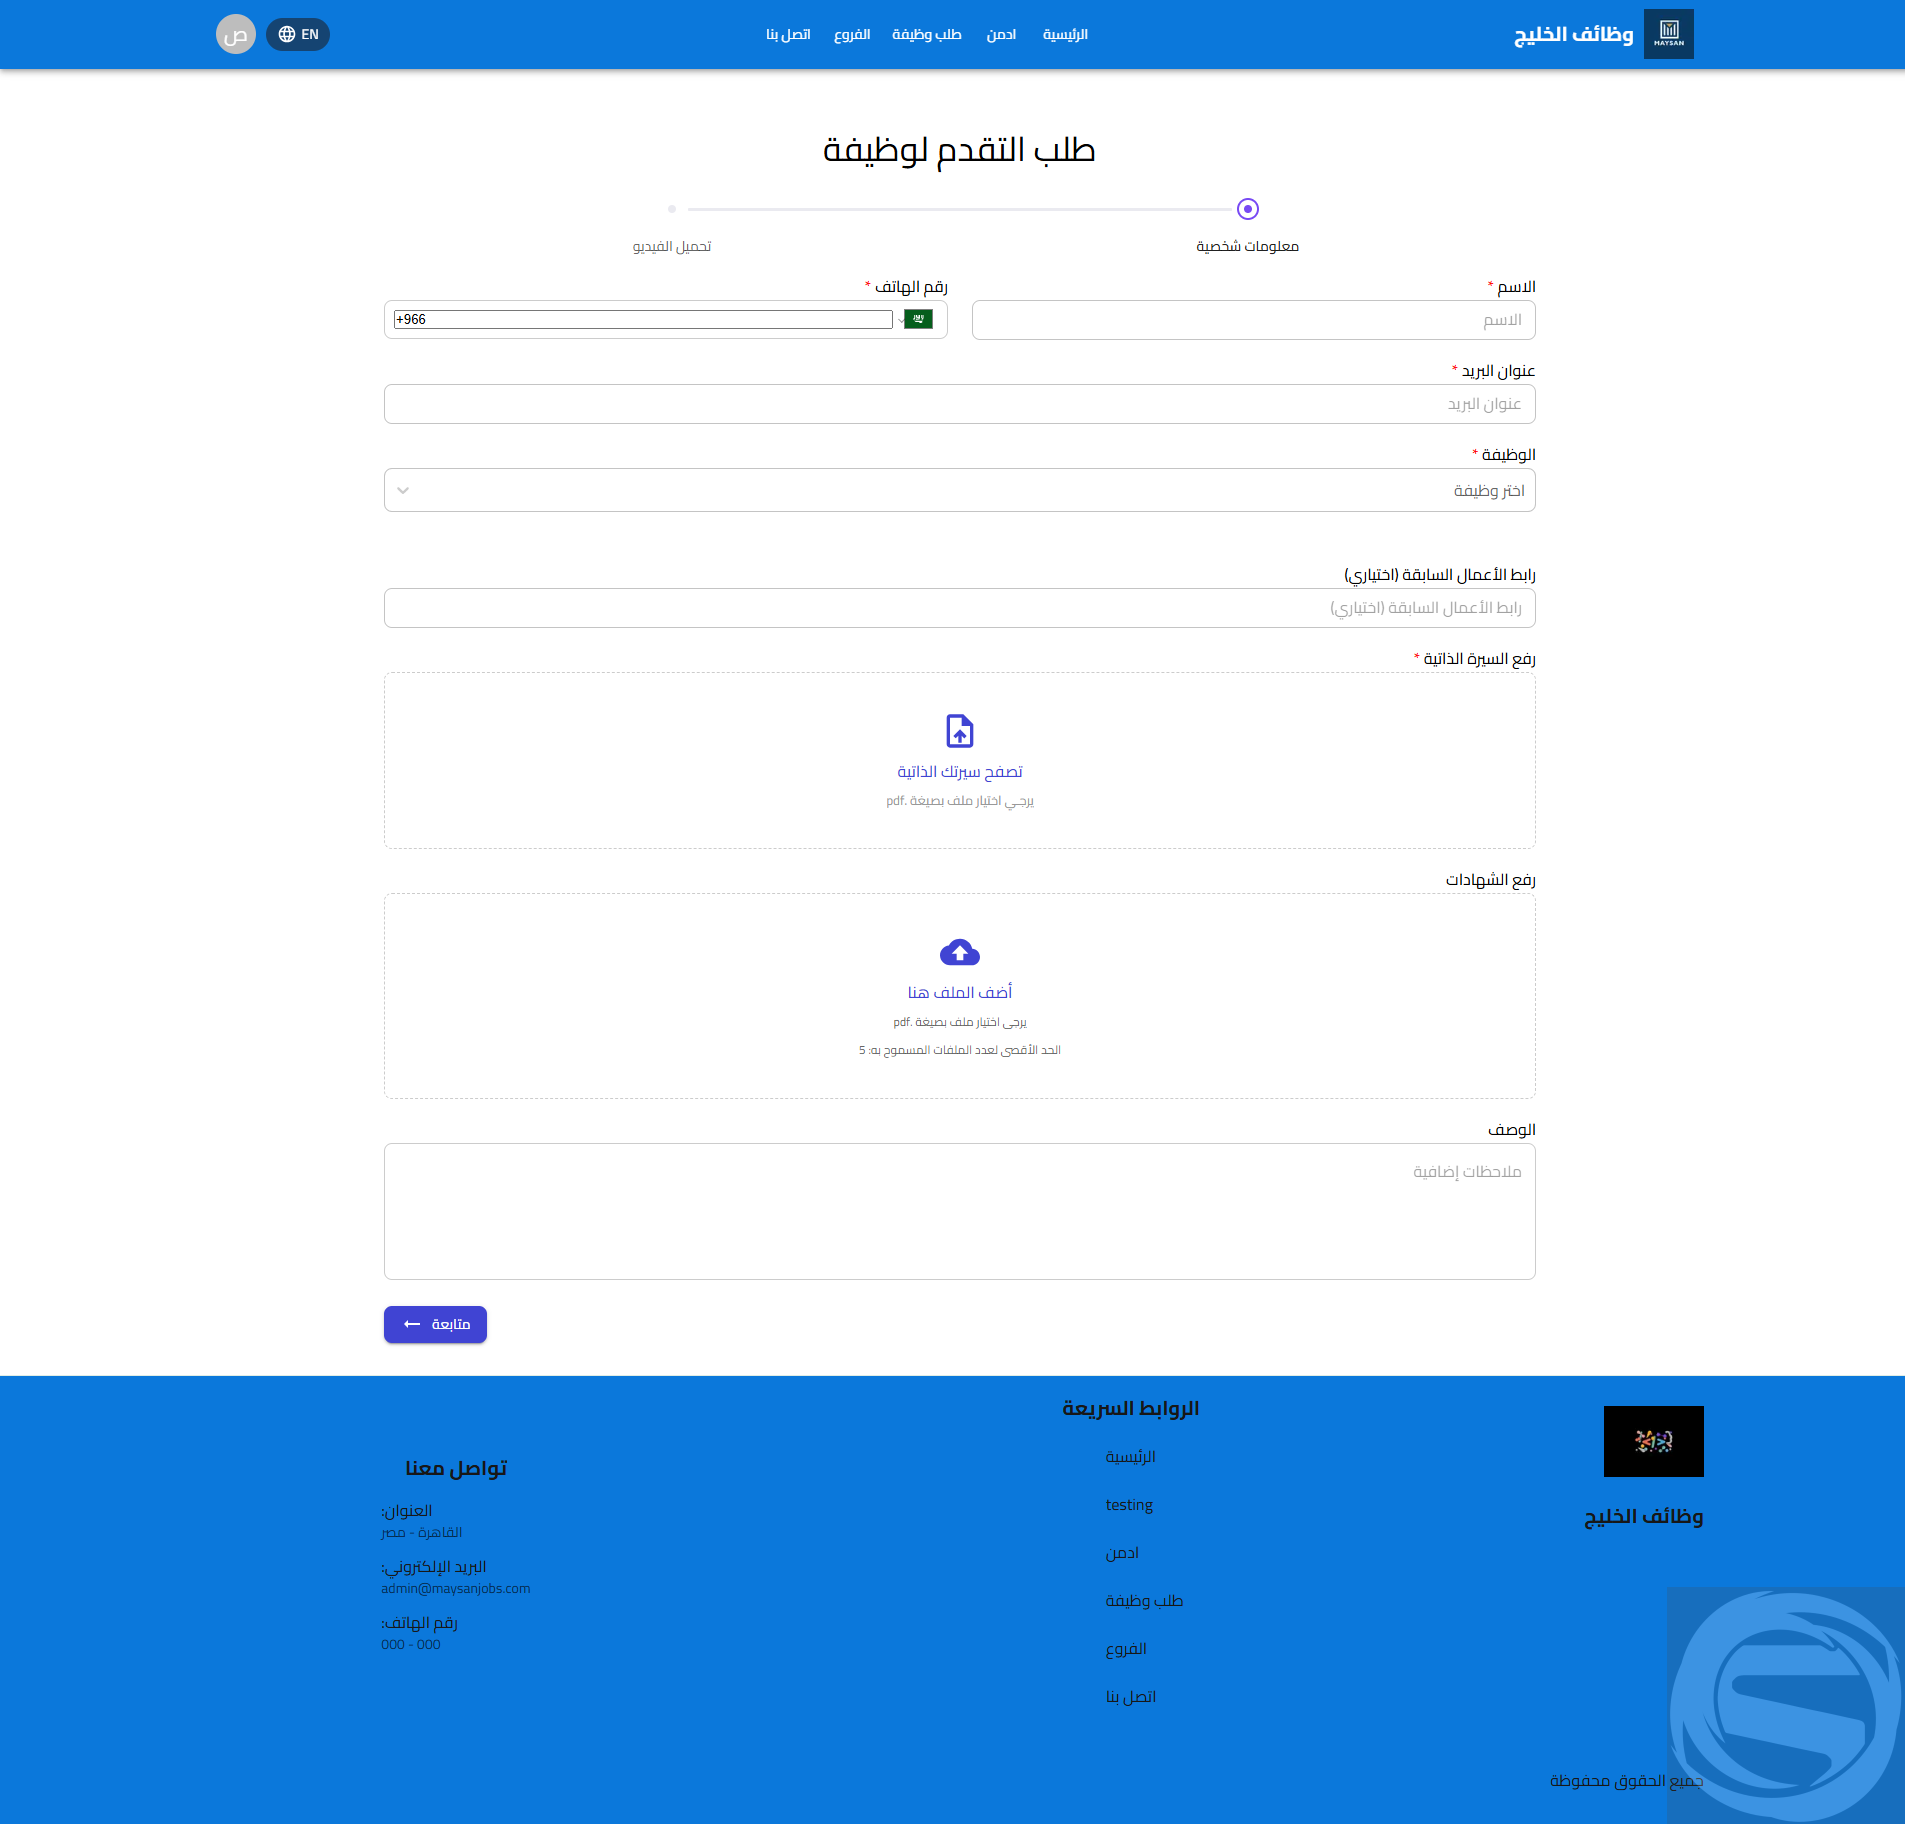 MAYSAN
وظائف الخليج
الرئيسية
ادمن
طلب وظيفة
الفروع
اتصل بنا
EN
ص
طلب التقدم لوظيفة
معلومات شخصية
تحميل الفيديو
الاسم *
الاسم
رقم الهاتف *
+966
عنوان البريد *
عنوان البريد
الوظيفة *
اختر وظيفة
رابط الأعمال السابقة (اختياري)
رابط الأعمال السابقة (اختياري)
رفع السيرة الذاتية *
تصفح سيرتك الذاتية
يرجي اختيار ملف بصيغة .pdf
رفع الشهادات
أضف الملف هنا
يرجى اختيار ملف بصيغة .pdf
الحد الأقصى لعدد الملفات المسموح به: 5
الوصف
ملاحظات إضافية
متابعة
وظائف الخليج
الروابط السريعة
الرئيسية
testing
ادمن
طلب وظيفة
الفروع
اتصل بنا
تواصل معنا
العنوان:
القاهرة - مصر
البريد الإلكتروني:
admin@maysanjobs.com
رقم الهاتف:
000 - 000
جميع الحقوق محفوظة